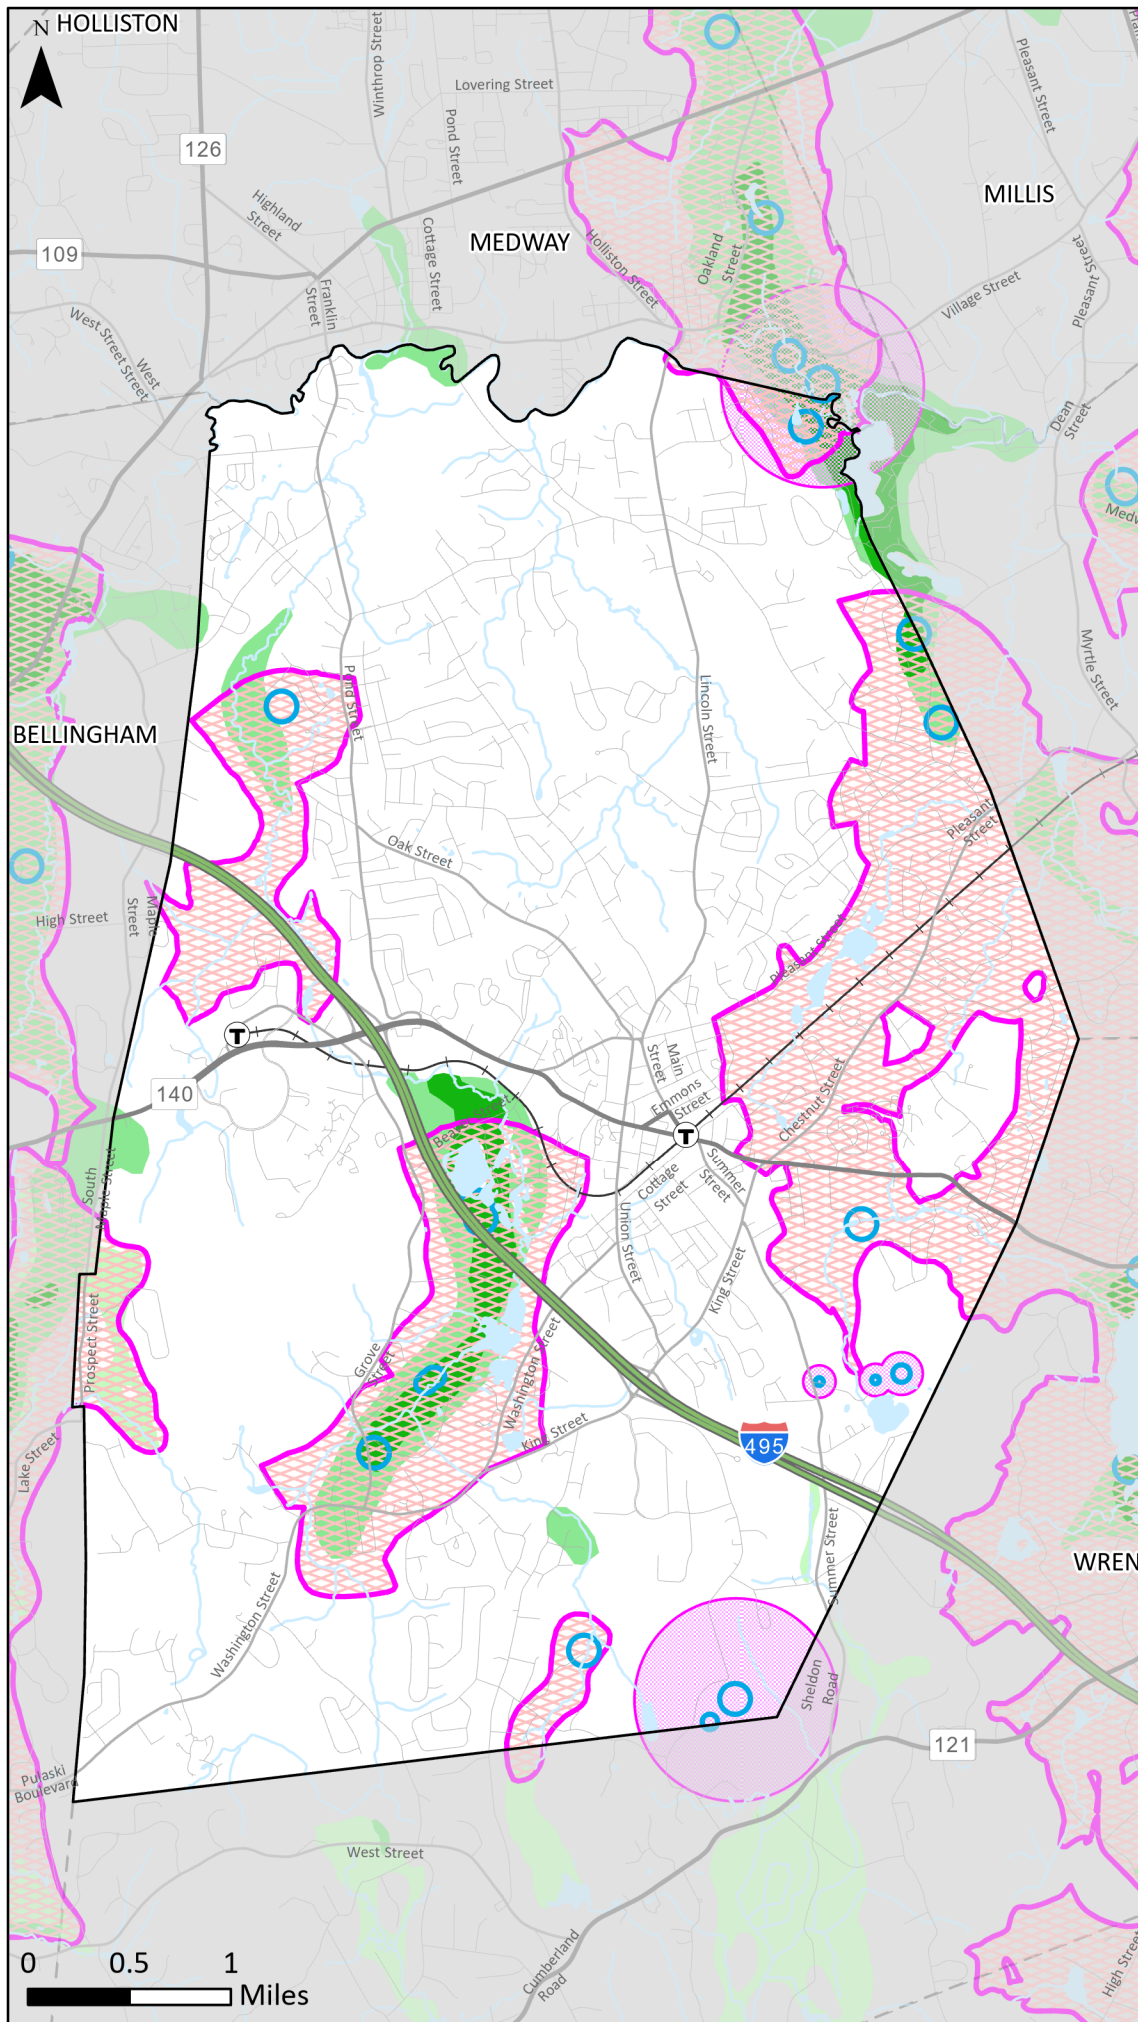 N HOLLISTON
Winthrop Street
Lovering Street
Pond Street
Pleasant Street
126
Highland
Street
MILLIS
MEDWAY
Cottage Street
109
Holliston Street
Oakland
Street
Pleasant Street
Village Street
Franklin
Street
West Street
Street
West
Dean
Street
Medw
Myrtle Street
Pond Street
Lincoln Street
BELLINGHAM
Pleasant
Street
Oak Street
High Street
Maple
Street
Pleasant Street
T
Main
Street
140
Emmons
Street
Chestnut Street
T
Summer
Street
Cottage
Street
South
Maple Street
Union Street
King Street
Prospect Street
Grove
Street
Washington Street
King Street
Lake Street
495
Summer Street
WREN
Washington Street
Sheldon
Road
121
Pulaski
Boulevard
West Street
Cumberland
Road
High Street
0 0.5 1
Miles